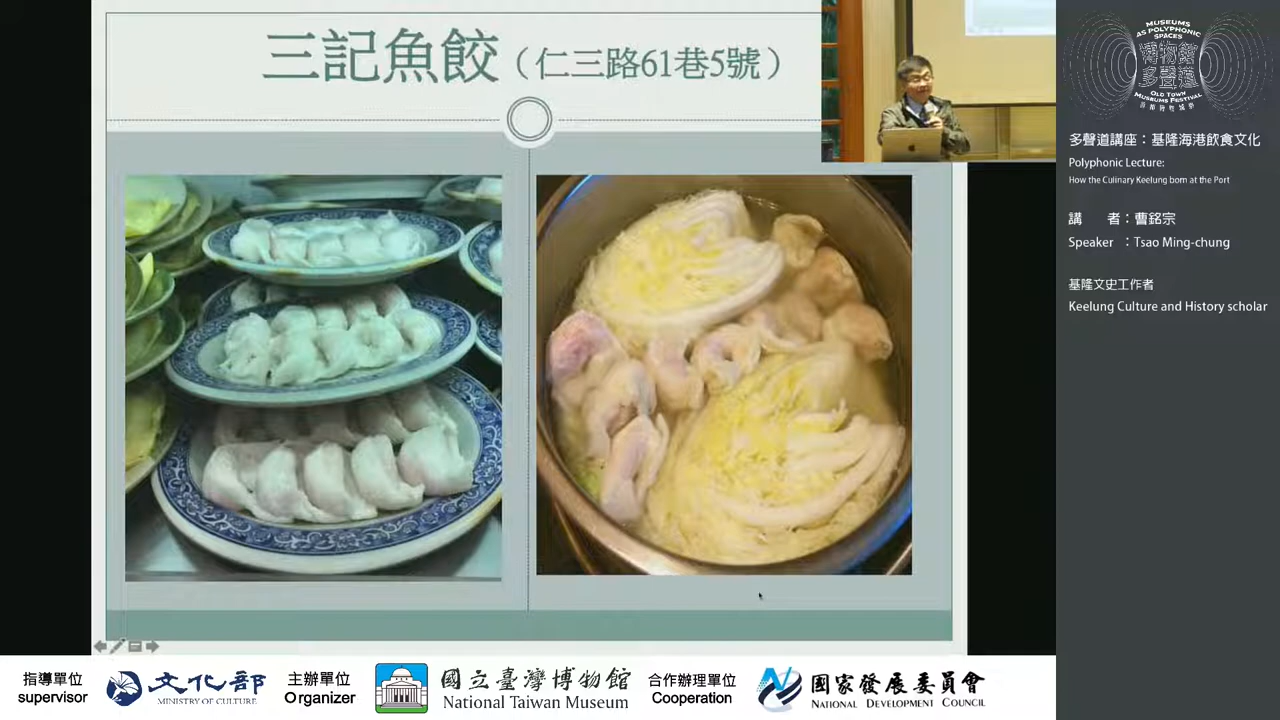 三記魚餃（仁三路61巷5號）
MUSEUMS
AS POLYPHONIC
SPACES
博物館
多聲道
OLD TOWN
MUSEUMS FESTIVAL
多聲道講座：基隆海港飲食文化
Polyphonic Lecture:
How the Culinary Keelung born at the Port
講 者：曹銘宗
Speaker ：Tsao Ming-chung
基隆文史工作者
Keelung Culture and History scholar
指導單位
supervisor
文化部
MINISTRY OF CULTURE
主辦單位
Organizer
國立臺灣博物館
National Taiwan Museum
合作辦理單位
Cooperation
國家發展委員會
NATIONAL DEVELOPMENT COUNCIL